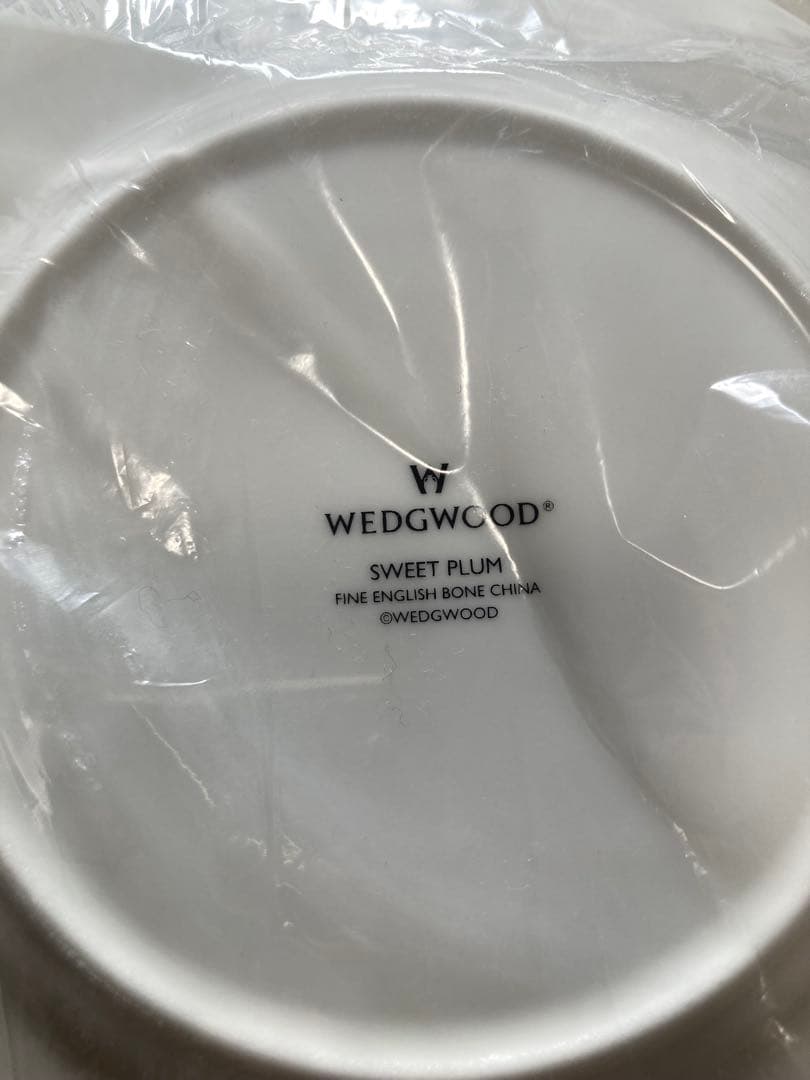 W
WEDGWOOD®
SWEET PLUM
FINE ENGLISH BONE CHINA
©WEDGWOOD